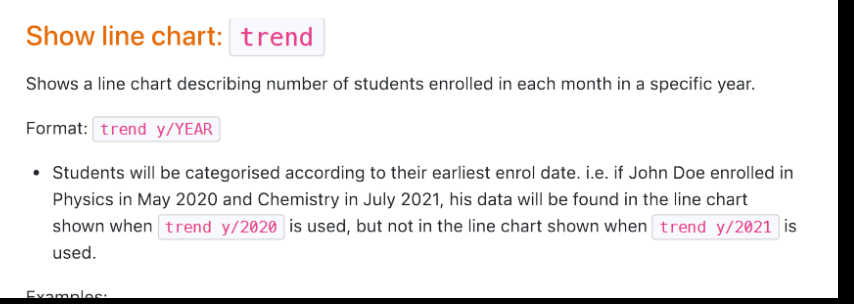 Show line chart: trend
Shows a line chart describing number of students enrolled in each month in a specific year.
Format: trend y/YEAR
• Students will be categorised according to their earliest enrol date. i.e. if John Doe enrolled in
Physics in May 2020 and Chemistry in July 2021, his data will be found in the line chart
shown when trend y/2020 is used, but not in the line chart shown when trend y/2021 is
used.
Examples: